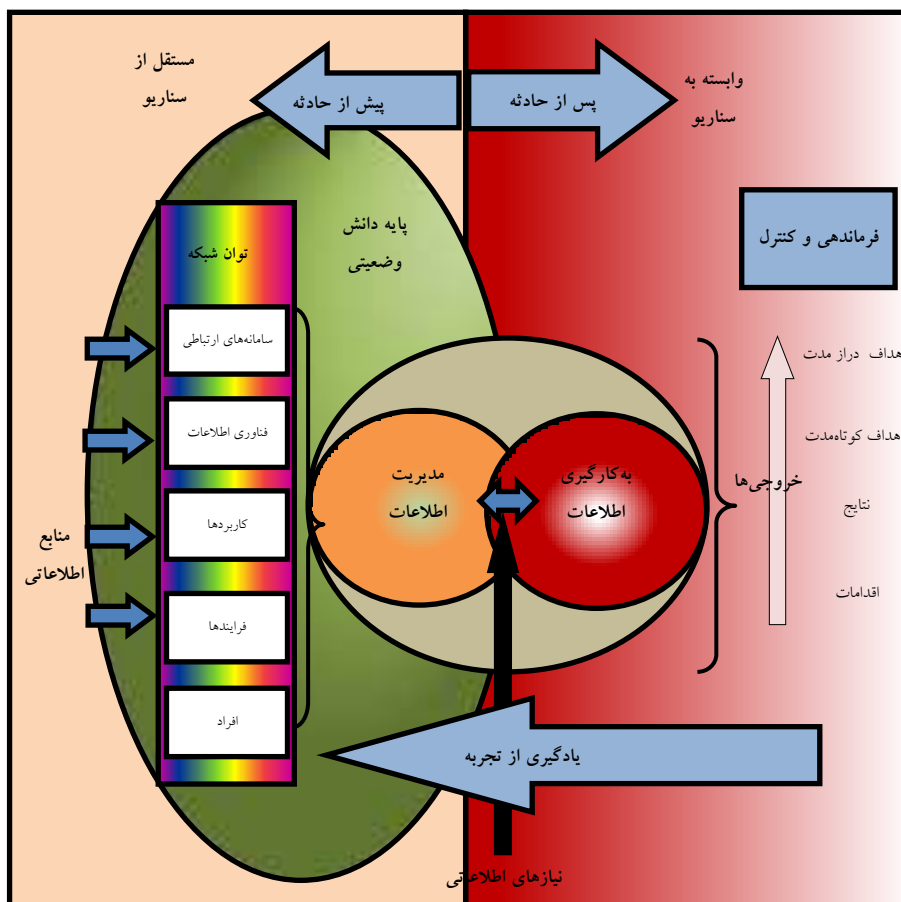 مستقل از
سناریو
پیش از حادثه
پس از حادثه
وابسته به
سناریو
پایه دانش
وضعیتی
توان شبکه
فرماندهی و کنترل
سامانه‌های ارتباطی
فناوری اطلاعات
کاربردها
فرایندها
افراد
منابع
اطلاعاتی
مدیریت
اطلاعات
به‌کارگیری
اطلاعات
خروجی‌ها
هداف دراز مدت
هداف کوتاه‌مدت
نتایج
اقدامات
یادگیری از تجربه
نیازهای اطلاعاتی